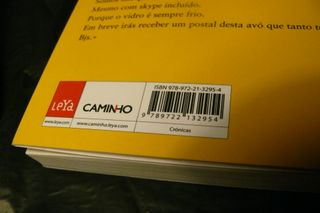 Mesmo com skype incluído.
Porque o vidro é sempre frio.
Em breve irás receber um postal desta avó que tanto
Bjs.»
LeYa
CAMINHO
www.leya.com
www.caminho.leya.com
ISBN 978-972-21-3295-4
9 789722 132954
Crónicas